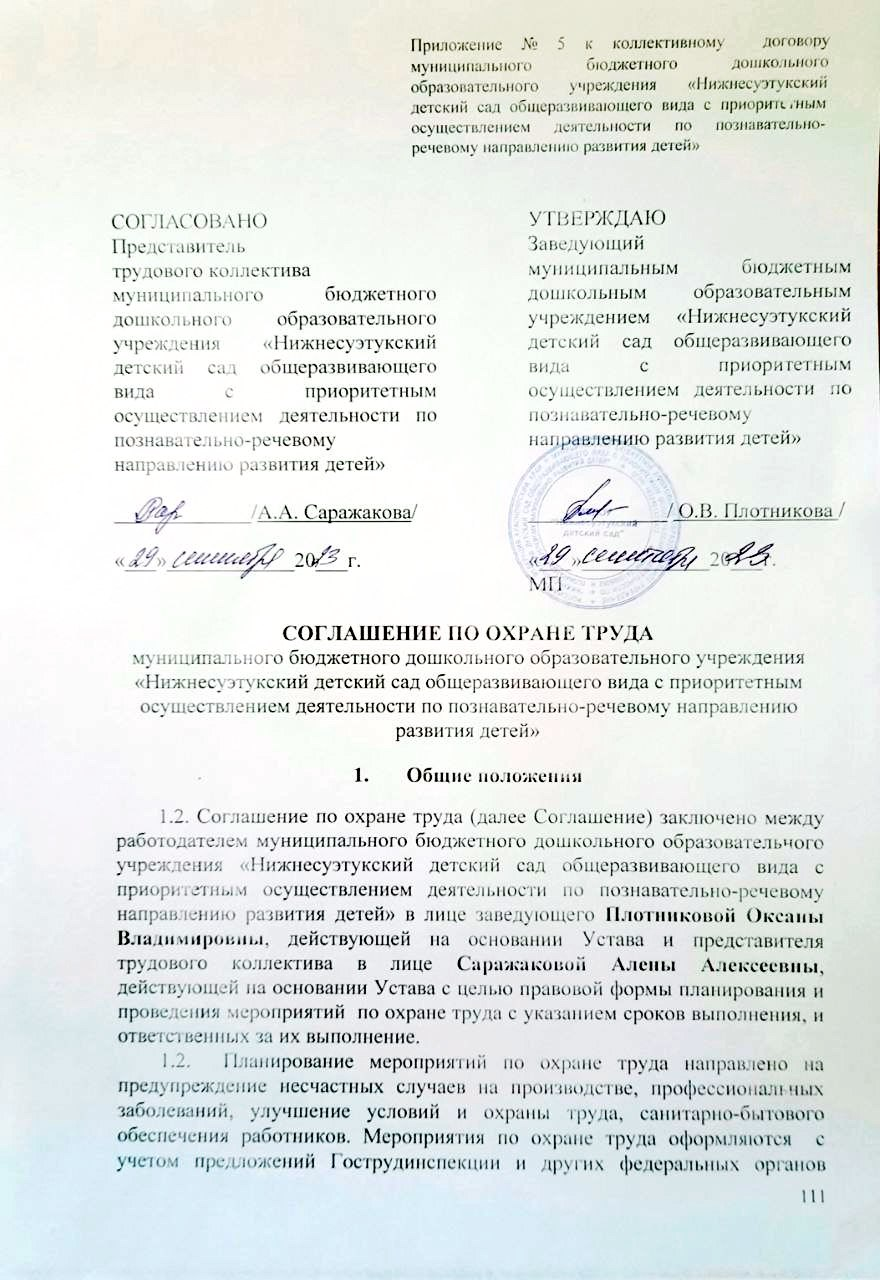 Приложение № 5 к коллективному договору
муниципального бюджетного дошкольного
образовательного учреждения «Нижнесуэтукский
детский сад общеразвивающего вида с приоритетным
осуществлением деятельности по познавательно-
речевому направлению развития детей»
СОГЛАСОВАНО
Представитель
трудового коллектива
муниципального бюджетного
дошкольного образовательного
учреждения «Нижнесуэтукский
детский сад общеразвивающего
вида с приоритетным
осуществлением деятельности по
познавательно-речевому
направлению развития детей»
/А.А. Саражакова/
«29» сентября 2023 г.
УТВЕРЖДАЮ
Заведующий
муниципальным бюджетным
дошкольным образовательным
учреждением «Нижнесуэтукский
детский сад общеразвивающего
вида с приоритетным
осуществлением деятельности по
познавательно-речевому
направлению развития детей»
/ О.В. Плотникова /
детский сад"
«29» сентября 2023 г.
МП
СОГЛАШЕНИЕ ПО ОХРАНЕ ТРУДА
муниципального бюджетного дошкольного образовательного учреждения
«Нижнесуэтукский детский сад общеразвивающего вида с приоритетным
осуществлением деятельности по познавательно-речевому направлению
развития детей»
1. Общие положения
1.2. Соглашение по охране труда (далее Соглашение) заключено между
работодателем муниципального бюджетного дошкольного образовательного
учреждения «Нижнесуэтукский детский сад общеразвивающего вида с
приоритетным осуществлением деятельности по познавательно-речевому
направлению развития детей» в лице заведующего Плотниковой Оксаны
Владимировны, действующей на основании Устава и представителя
трудового коллектива в лице Саражаковой Алены Алексеевны,
действующей на основании Устава с целью правовой формы планирования и
проведения мероприятий по охране труда с указанием сроков выполнения, и
ответственных за их выполнение.
1.2. Планирование мероприятий по охране труда направлено на
предупреждение несчастных случаев на производстве, профессиональных
заболеваний, улучшение условий и охраны труда, санитарно-бытового
обеспечения работников. Мероприятия по охране труда оформляются с
учетом предложений Гострудинспекции и других федеральных органов
111